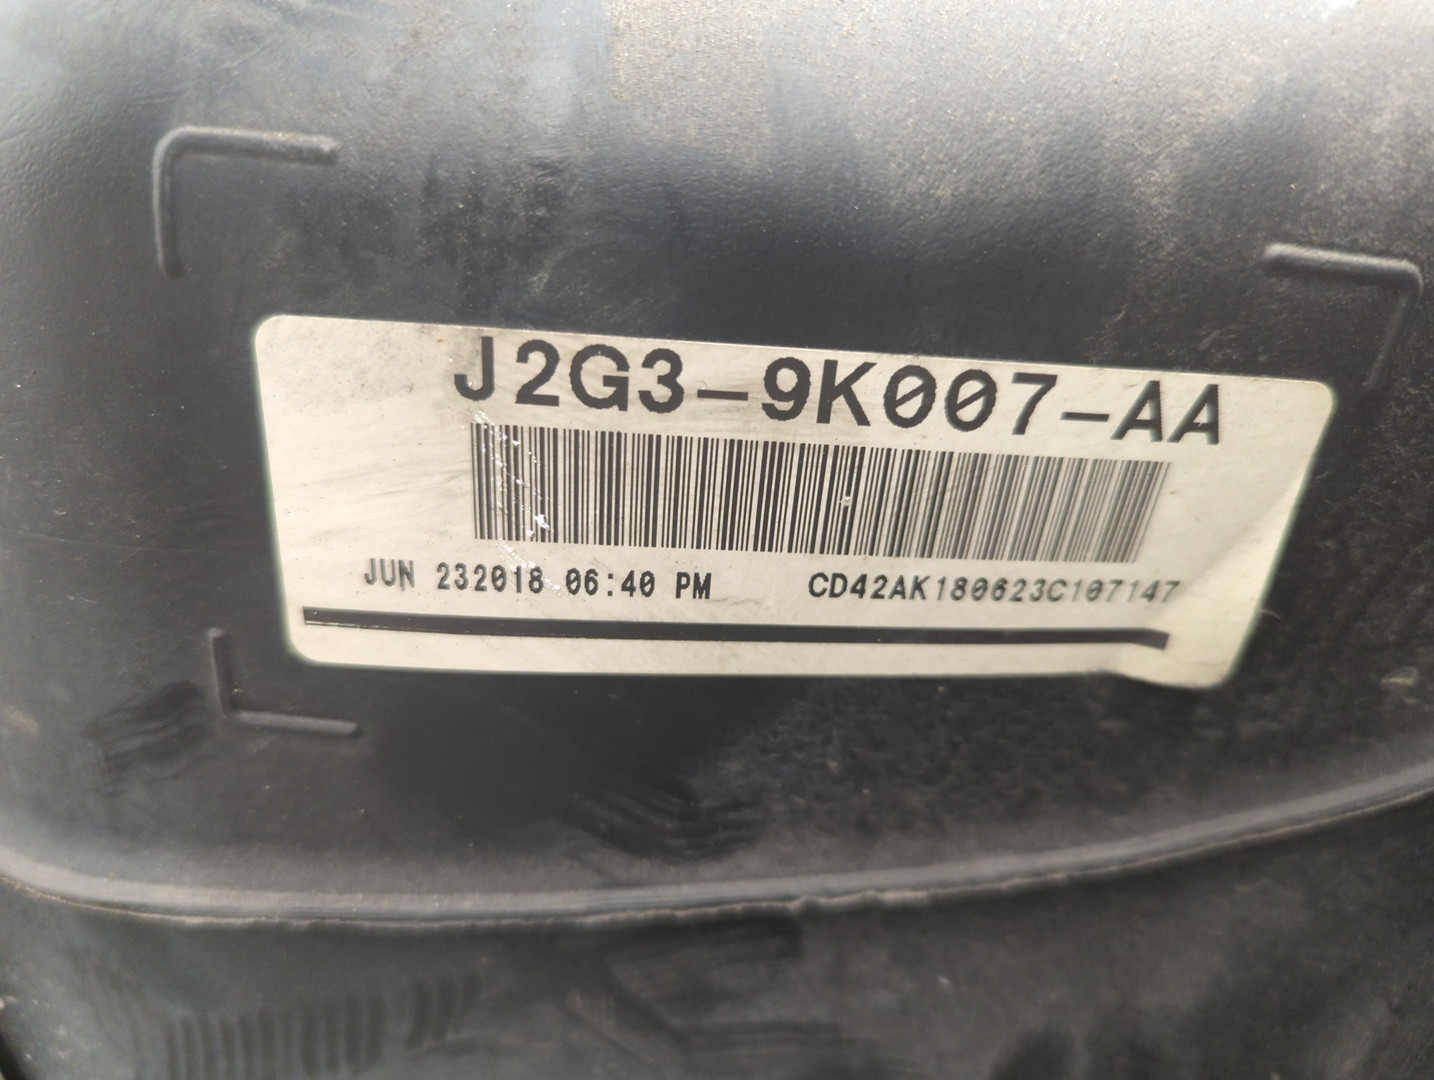 J2G3-9K007-AA
JUN 232018 06:40 PM CD42AK180623C107147